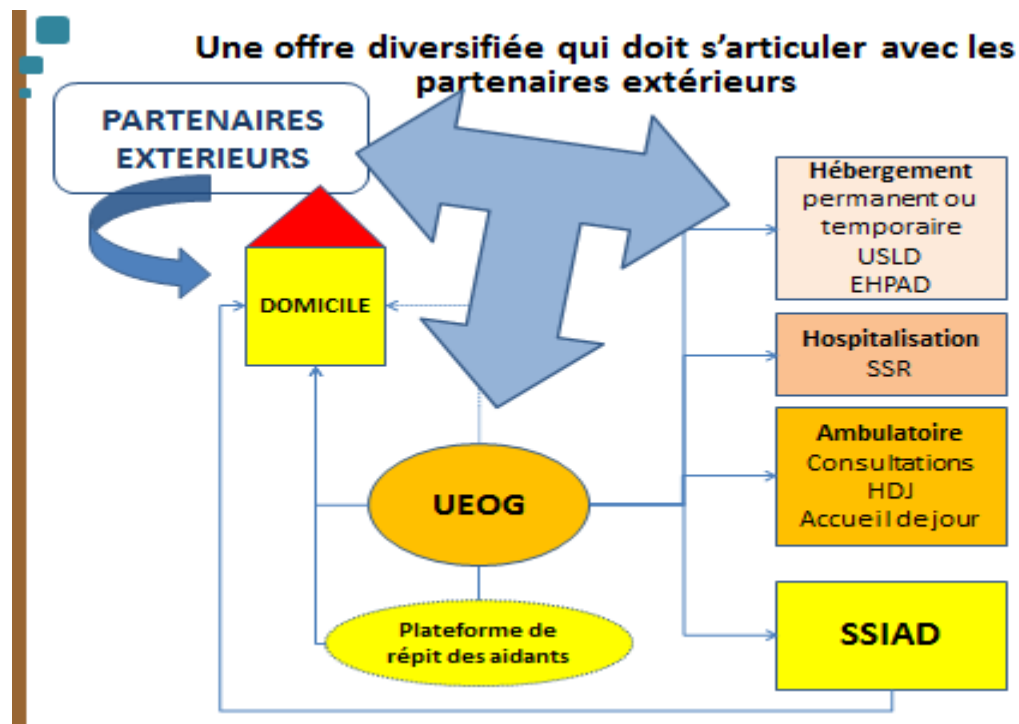 Une offre diversifiée qui doit s'articuler avec les
partenaires extérieurs
PARTENAIRES
EXTERIEURS
DOMICILE
Hébergement
permanent ou
temporaire
USLD
EHPAD
Hospitalisation
SSR
Ambulatoire
Consultations
HDJ
Accueil de jour
UEOG
Plateforme de
répit des aidants
SSIAD